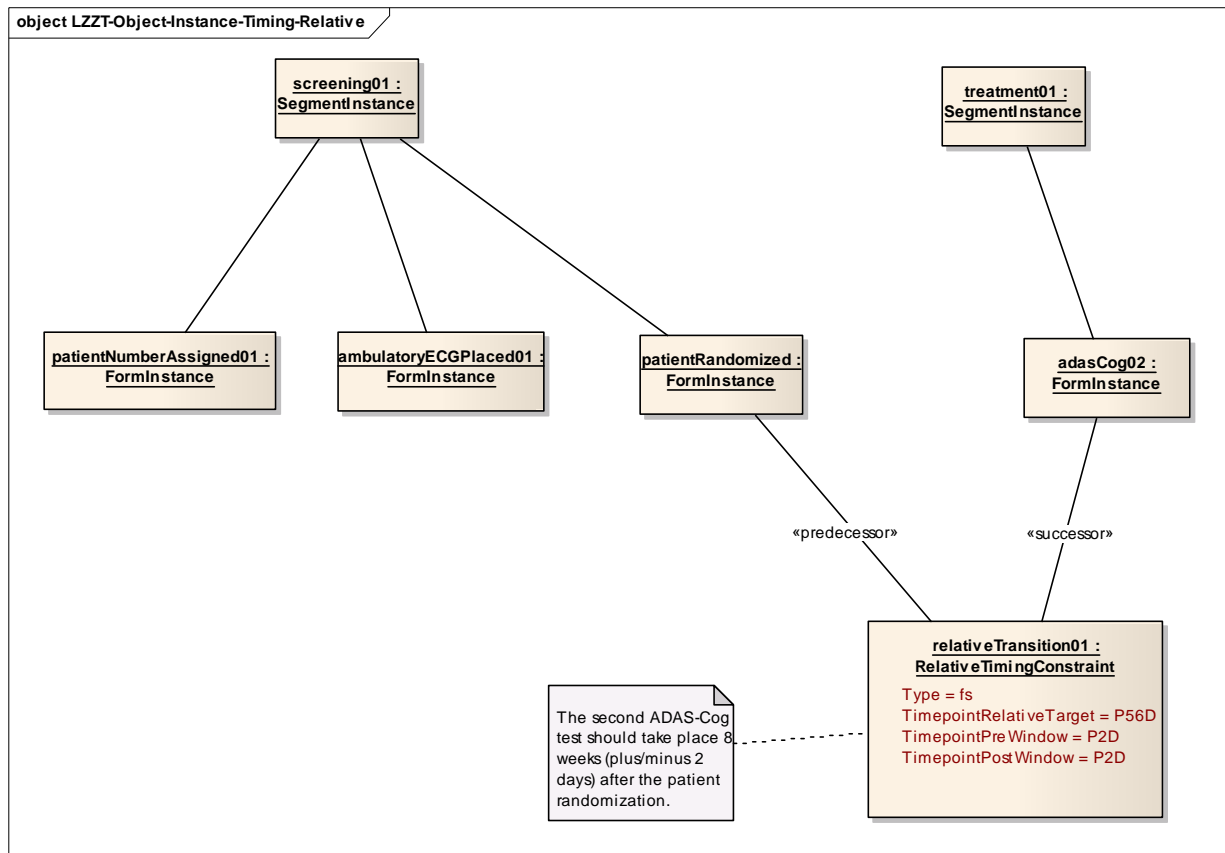 object LZZT-Object-Instance-Timing-Relative
screening01 :
SegmentInstance
treatment01 :
SegmentInstance
patientNumberAssigned01 :
FormInstance
ambulatoryECGPlaced01 :
FormInstance
patientRandomized :
FormInstance
adasCog02 :
FormInstance
«predecessor»
«successor»
relativeTransition01 :
RelativeTimingConstraint
Type = fs
TimepointRelativeTarget = P56D
TimepointPreWindow = P2D
TimepointPostWindow = P2D
The second ADAS-Cog
test should take place 8
weeks (plus/minus 2
days) after the patient
randomization.